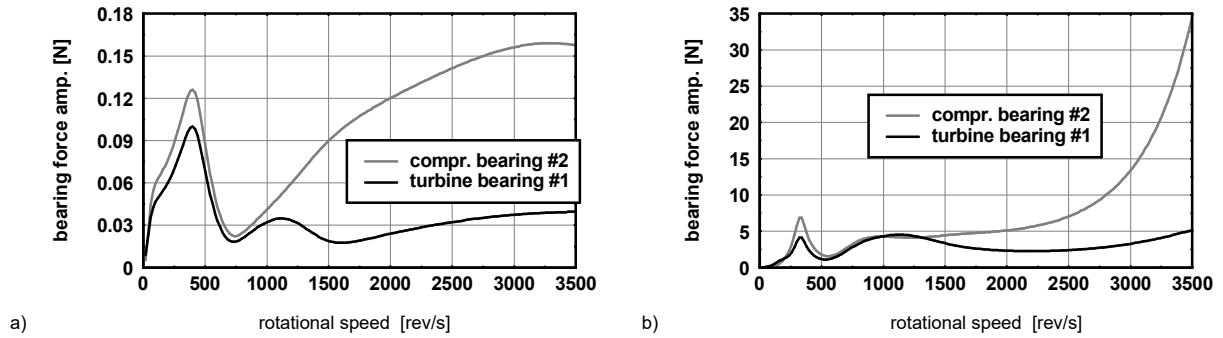 bearing force amp. [N]
0.18
0.15
0.12
0.09
0.06
0.03
0
0 500 1000 1500 2000 2500 3000 3500
compr. bearing #2
turbine bearing #1
a) rotational speed [rev/s]
bearing force amp. [N]
35
30
25
20
15
10
5
0
0 500 1000 1500 2000 2500 3000 3500
compr. bearing #2
turbine bearing #1
b) rotational speed [rev/s]